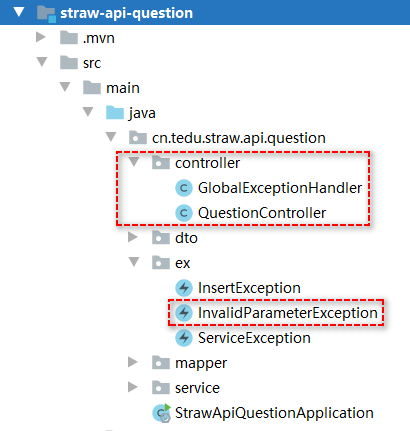 straw-api-question
.mvn
src
main
java
cn.tedu.straw.api.question
controller
GlobalExceptionHandler
QuestionController
dto
ex
InsertException
InvalidParameterException
ServiceException
mapper
service
StrawApiQuestionApplication